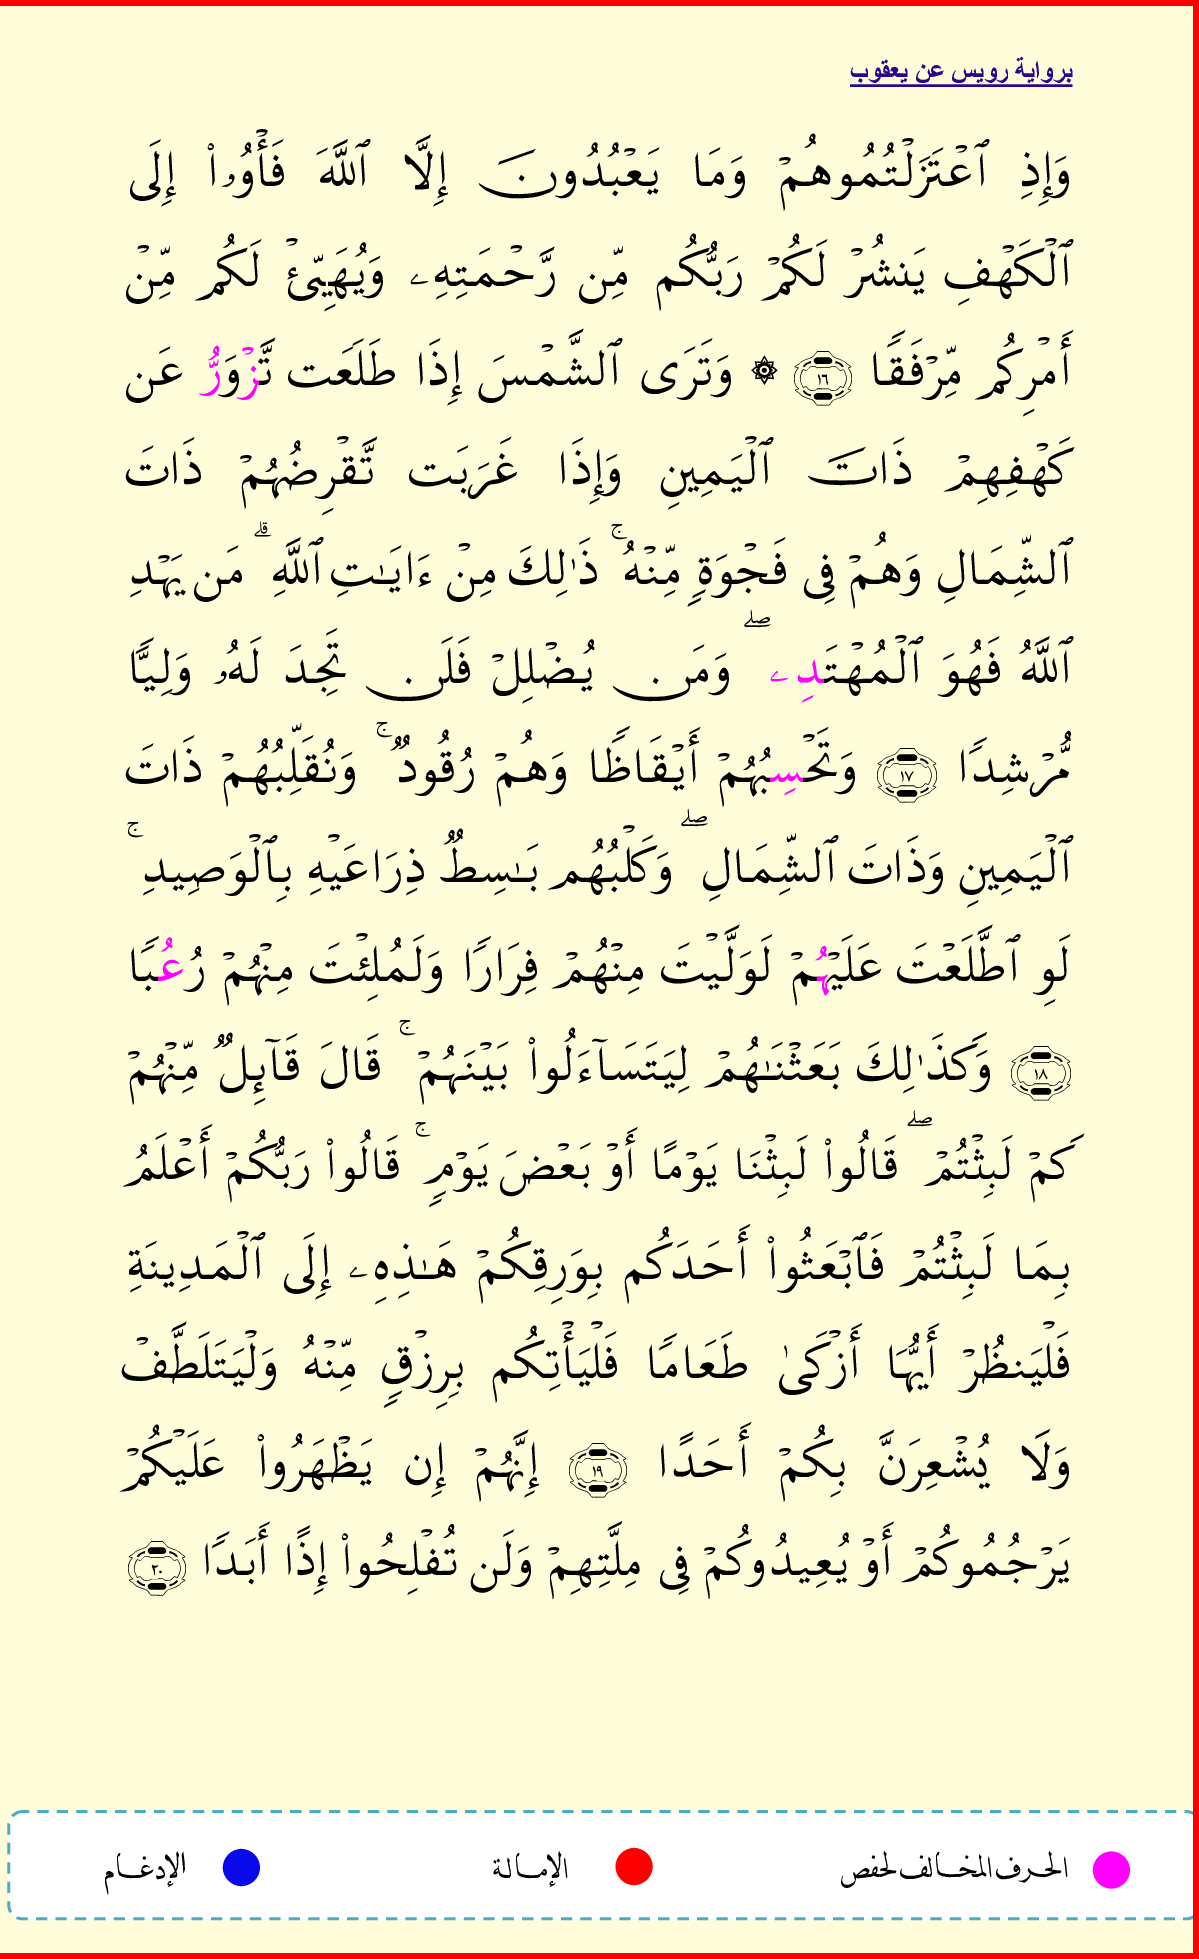 برواية رويس عن يعقوب
وَإِذِ ٱعْتَزَلْتُمُوهُمْ وَمَا يَعْبُدُونَ إِلَّا ٱللَّهَ فَأْوُۥا۟ إِلَى
ٱلْكَهْفِ يَنشُرْ لَكُمْ رَبُّكُم مِّن رَّحْمَتِهِۦ وَيُهَيِّئْ لَكُم مِّنْ
أَمْرِكُم مِّرْفَقًا ١٦ ۞ وَتَرَى ٱلشَّمْسَ إِذَا طَلَعَت تَّزْوَرُّ عَن
كَهْفِهِمْ ذَاتَ ٱلْيَمِينِ وَإِذَا غَرَبَت تَّقْرِضُهُمْ ذَاتَ
ٱلشِّمَالِ وَهُمْ فِى فَجْوَةٍ مِّنْهُ ۚ ذَٰلِكَ مِنْ ءَايَـٰتِ ٱللَّهِ ۗ مَن يَهْدِ
ٱللَّهُ فَهُوَ ٱلْمُهْتَدِۦ ۖ وَمَن يُضْلِلْ فَلَن تَجِدَ لَهُۥ وَلِيًّا
مُّرْشِدًا ١٧ وَتَحْسِبُهُمْ أَيْقَاظًا وَهُمْ رُقُودٌ ۚ وَنُقَلِّبُهُمْ ذَاتَ
ٱلْيَمِينِ وَذَاتَ ٱلشِّمَالِ ۖ وَكَلْبُهُم بَـٰسِطٌ ذِرَاعَيْهِ بِٱلْوَصِيدِ ۚ
لَوِ ٱطَّلَعْتَ عَلَيْهُمْ لَوَلَّيْتَ مِنْهُمْ فِرَارًا وَلَمُلِئْتَ مِنْهُمْ رُعُبًا
١٨ وَكَذَٰلِكَ بَعَثْنَـٰهُمْ لِيَتَسَآءَلُوا۟ بَيْنَهُمْ ۚ قَالَ قَآئِلٌ مِّنْهُمْ
كَمْ لَبِثْتُمْ ۖ قَالُوا۟ لَبِثْنَا يَوْمًا أَوْ بَعْضَ يَوْمٍ ۚ قَالُوا۟ رَبُّكُمْ أَعْلَمُ
بِمَا لَبِثْتُمْ فَٱبْعَثُوا۟ أَحَدَكُم بِوَرِقِكُمْ هَـٰذِهِۦ إِلَى ٱلْمَدِينَةِ
فَلْيَنظُرْ أَيُّهَا أَزْكَىٰ طَعَامًا فَلْيَأْتِكُم بِرِزْقٍ مِّنْهُ وَلْيَتَلَطَّفْ
وَلَا يُشْعِرَنَّ بِكُمْ أَحَدًا ١٩ إِنَّهُمْ إِن يَظْهَرُوا۟ عَلَيْكُمْ
يَرْجُمُوكُمْ أَوْ يُعِيدُوكُمْ فِى مِلَّتِهِمْ وَلَن تُفْلِحُوا۟ إِذًا أَبَدًا ٢٠
الحرف المخالف لحفص الإمالة الإدغام